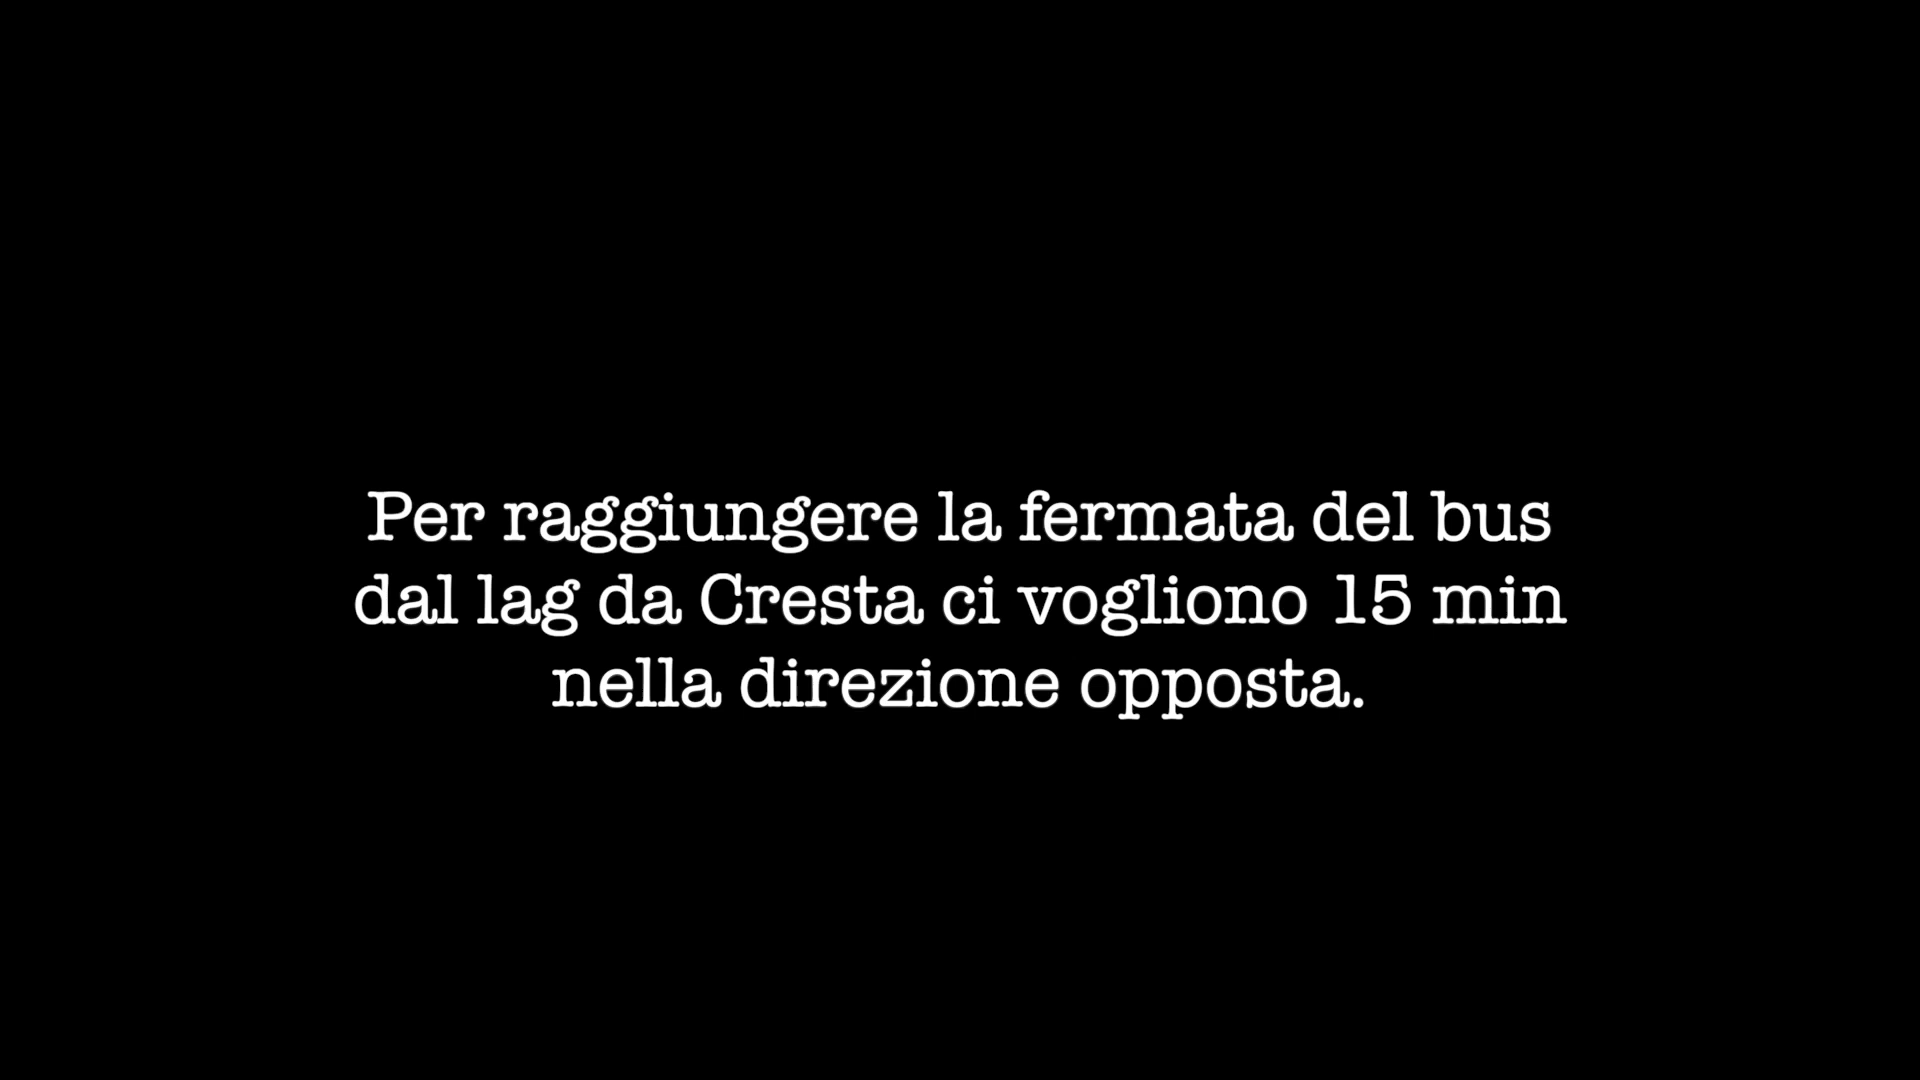 Per raggiungere la fermata del bus
dal lag da Cresta ci vogliono 15 min
nella direzione opposta.